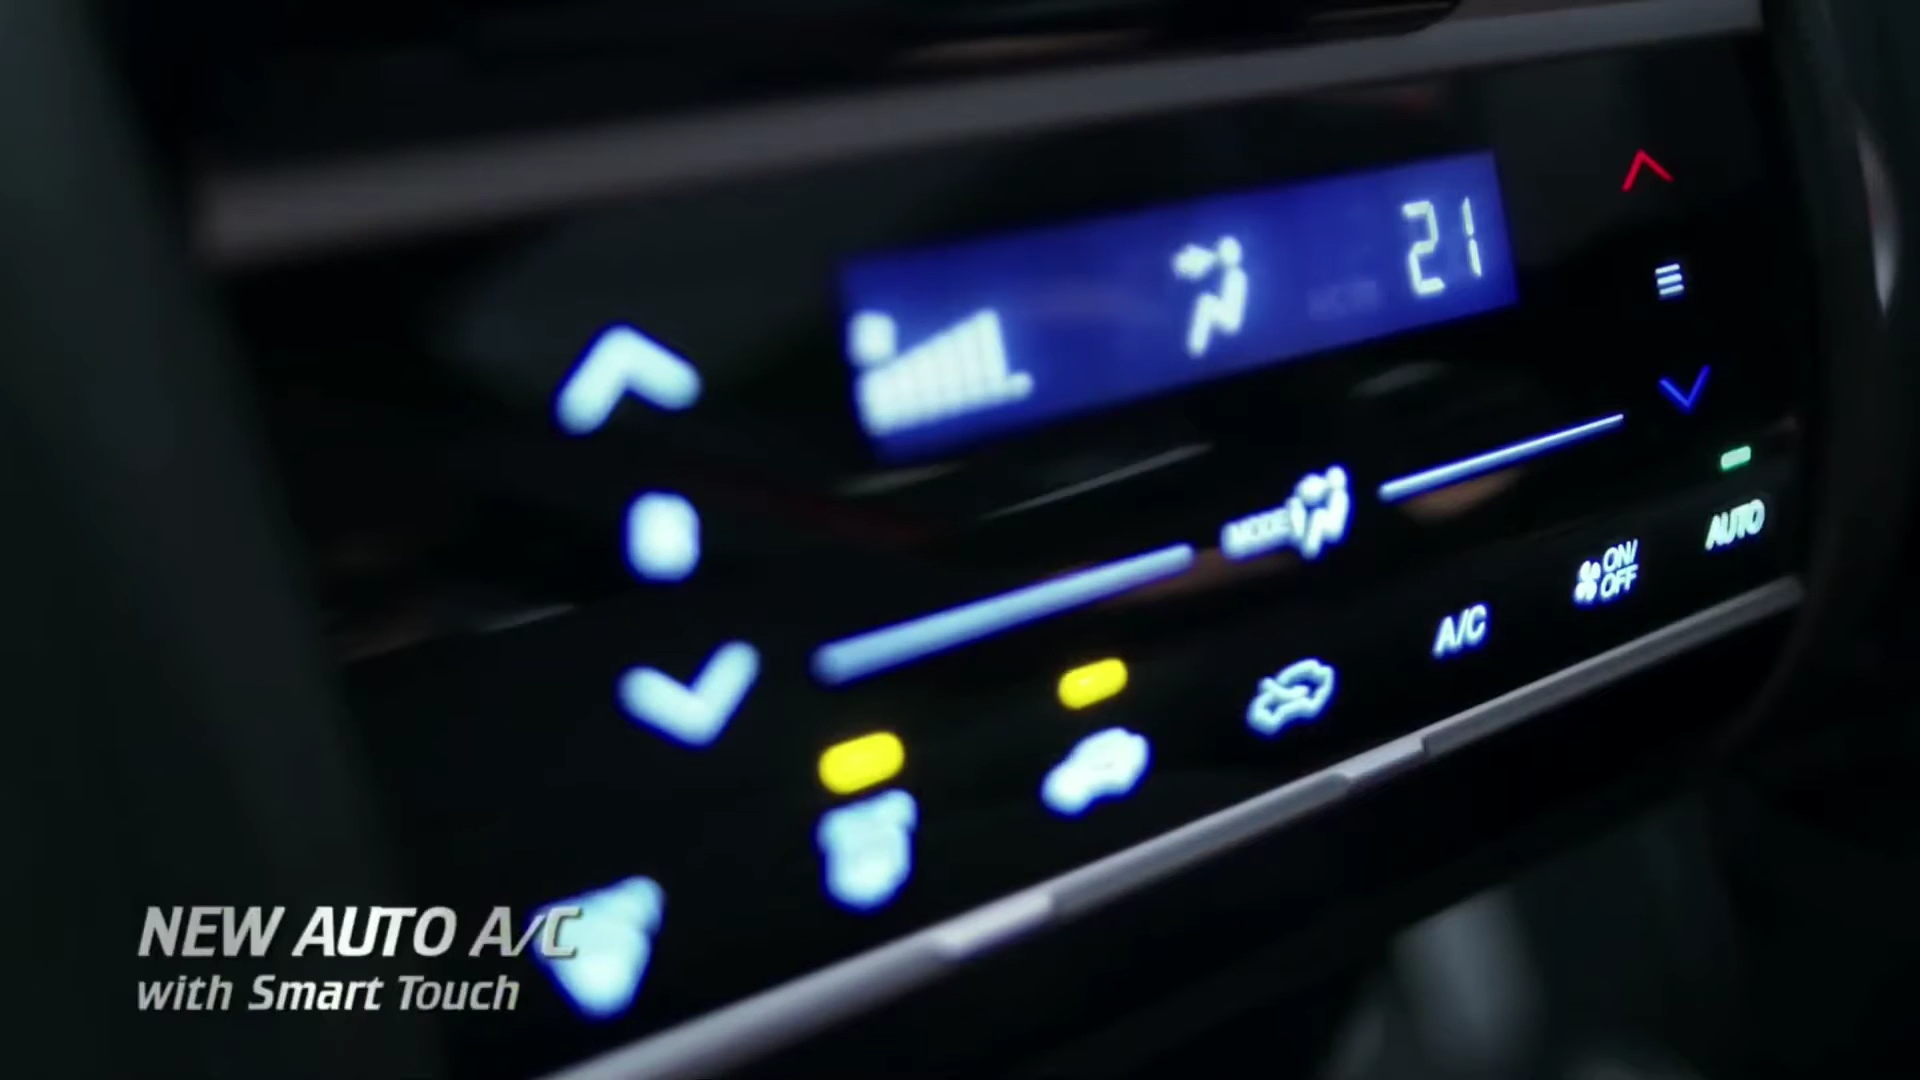 21
MODE
ON/
OFF
AUTO
A/C
NEW AUTO A/C
with Smart Touch